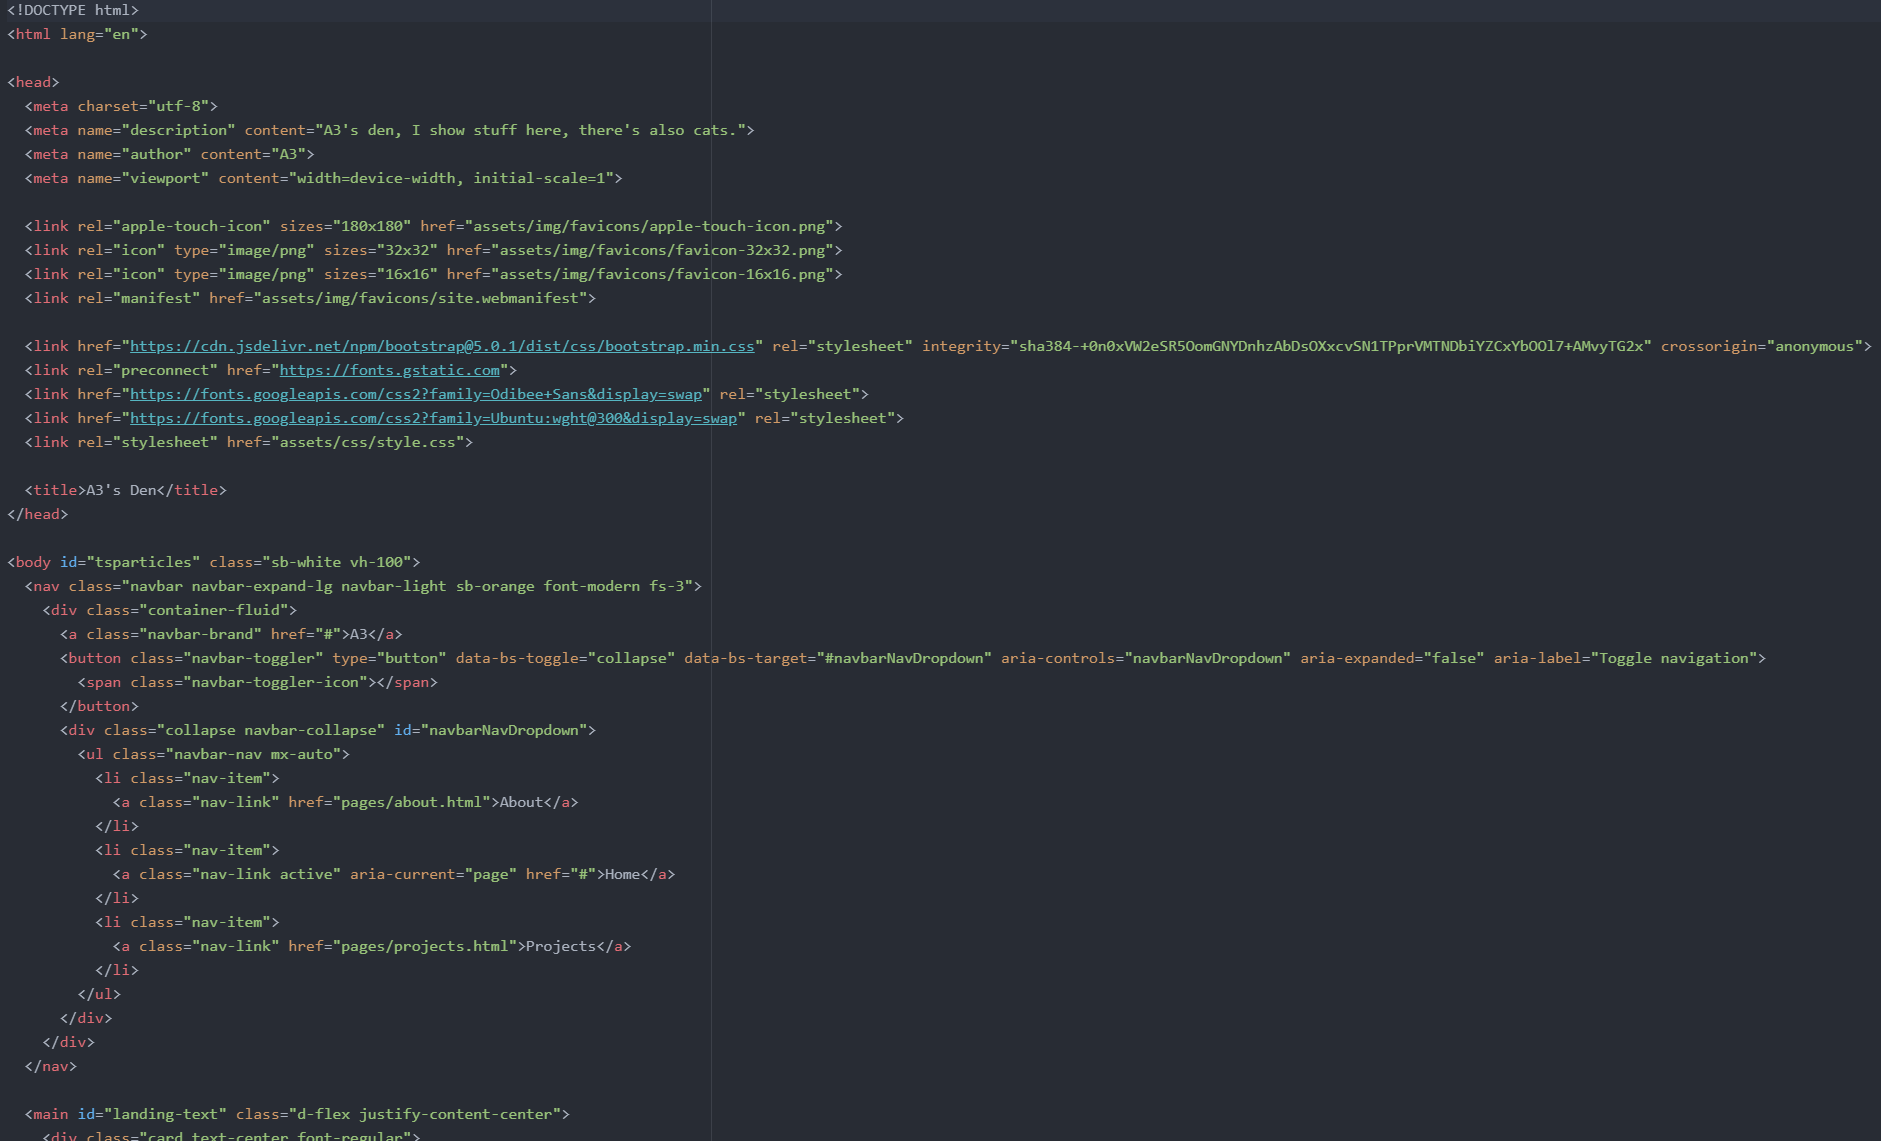 <!DOCTYPE html>
<html lang="en">
<head>
<meta charset="utf-8">
<meta name="description" content="A3's den, I show stuff here, there's also cats.">
<meta name="author" content="A3">
<meta name="viewport" content="width=device-width, initial-scale=1">
<link rel="apple-touch-icon" sizes="180x180" href="assets/img/favicons/apple-touch-icon.png">
<link rel="icon" type="image/png" sizes="32x32" href="assets/img/favicons/favicon-32x32.png">
<link rel="icon" type="image/png" sizes="16x16" href="assets/img/favicons/favicon-16x16.png">
<link rel="manifest" href="assets/img/favicons/site.webmanifest">
<link href="https://cdn.jsdelivr.net/npm/bootstrap@5.0.1/dist/css/bootstrap.min.css" rel="stylesheet" integrity="sha384-+0n0xVW2eSR5OomGNYDnhzAbDsOXxcvSN1TPprVMTNDbiYZCxYbOOl7+AMvyTG2x" crossorigin="anonymous">
<link rel="preconnect" href="https://fonts.gstatic.com">
<link href="https://fonts.googleapis.com/css2?family=Odibee+Sans&display=swap" rel="stylesheet">
<link href="https://fonts.googleapis.com/css2?family=Ubuntu:wght@300&display=swap" rel="stylesheet">
<link rel="stylesheet" href="assets/css/style.css">
<title>A3's Den</title>
</head>
<body id="tsparticles" class="sb-white vh-100">
<nav class="navbar navbar-expand-lg navbar-light sb-orange font-modern fs-3">
<div class="container-fluid">
<a class="navbar-brand" href="#">A3</a>
<button class="navbar-toggler" type="button" data-bs-toggle="collapse" data-bs-target="#navbarNavDropdown" aria-controls="navbarNavDropdown" aria-expanded="false" aria-label="Toggle navigation">
<span class="navbar-toggler-icon"></span>
</button>
<div class="collapse navbar-collapse" id="navbarNavDropdown">
<ul class="navbar-nav mx-auto">
<li class="nav-item">
<a class="nav-link" href="pages/about.html">About</a>
</li>
<li class="nav-item">
<a class="nav-link active" aria-current="page" href="#">Home</a>
</li>
<li class="nav-item">
<a class="nav-link" href="pages/projects.html">Projects</a>
</li>
</ul>
</div>
</div>
</nav>
<main id="landing-text" class="d-flex justify-content-center">
<div class="card text-center font-regular">